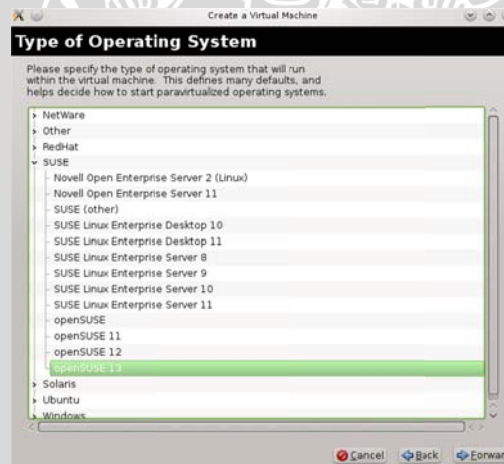 Create a Virtual Machine
Type of Operating System
Please specify the type of operating system that will run
within the virtual machine. This defines many defaults, and
helps decide how to start paravirtualized operating systems.
NetWare
Other
RedHat
SUSE
Novell Open Enterprise Server 2 (Linux)
Novell Open Enterprise Server 11
SUSE (other)
SUSE Linux Enterprise Desktop 10
SUSE Linux Enterprise Desktop 11
SUSE Linux Enterprise Server 8
SUSE Linux Enterprise Server 9
SUSE Linux Enterprise Server 10
SUSE Linux Enterprise Server 11
openSUSE
openSUSE 11
openSUSE 12
openSUSE 13
Solaris
Ubuntu
Windows
Cancel Back Forwar